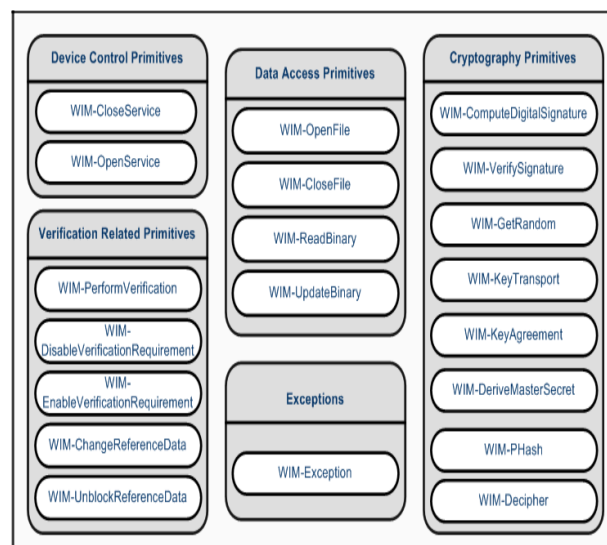 Device Control Primitives
WIM-CloseService
WIM-OpenService
Verification Related Primitives
WIM-PerformVerification
WIM-
DisableVerificationRequirement
WIM-
EnableVerificationRequirement
WIM-ChangeReferenceData
WIM-UnblockReferenceData
Data Access Primitives
WIM-OpenFile
WIM-CloseFile
WIM-ReadBinary
WIM-UpdateBinary
Exceptions
WIM-Exception
Cryptography Primitives
WIM-ComputeDigitalSignature
WIM-VerifySignature
WIM-GetRandom
WIM-KeyTransport
WIM-KeyAgreement
WIM-DeriveMasterSecret
WIM-PHash
WIM-Decipher